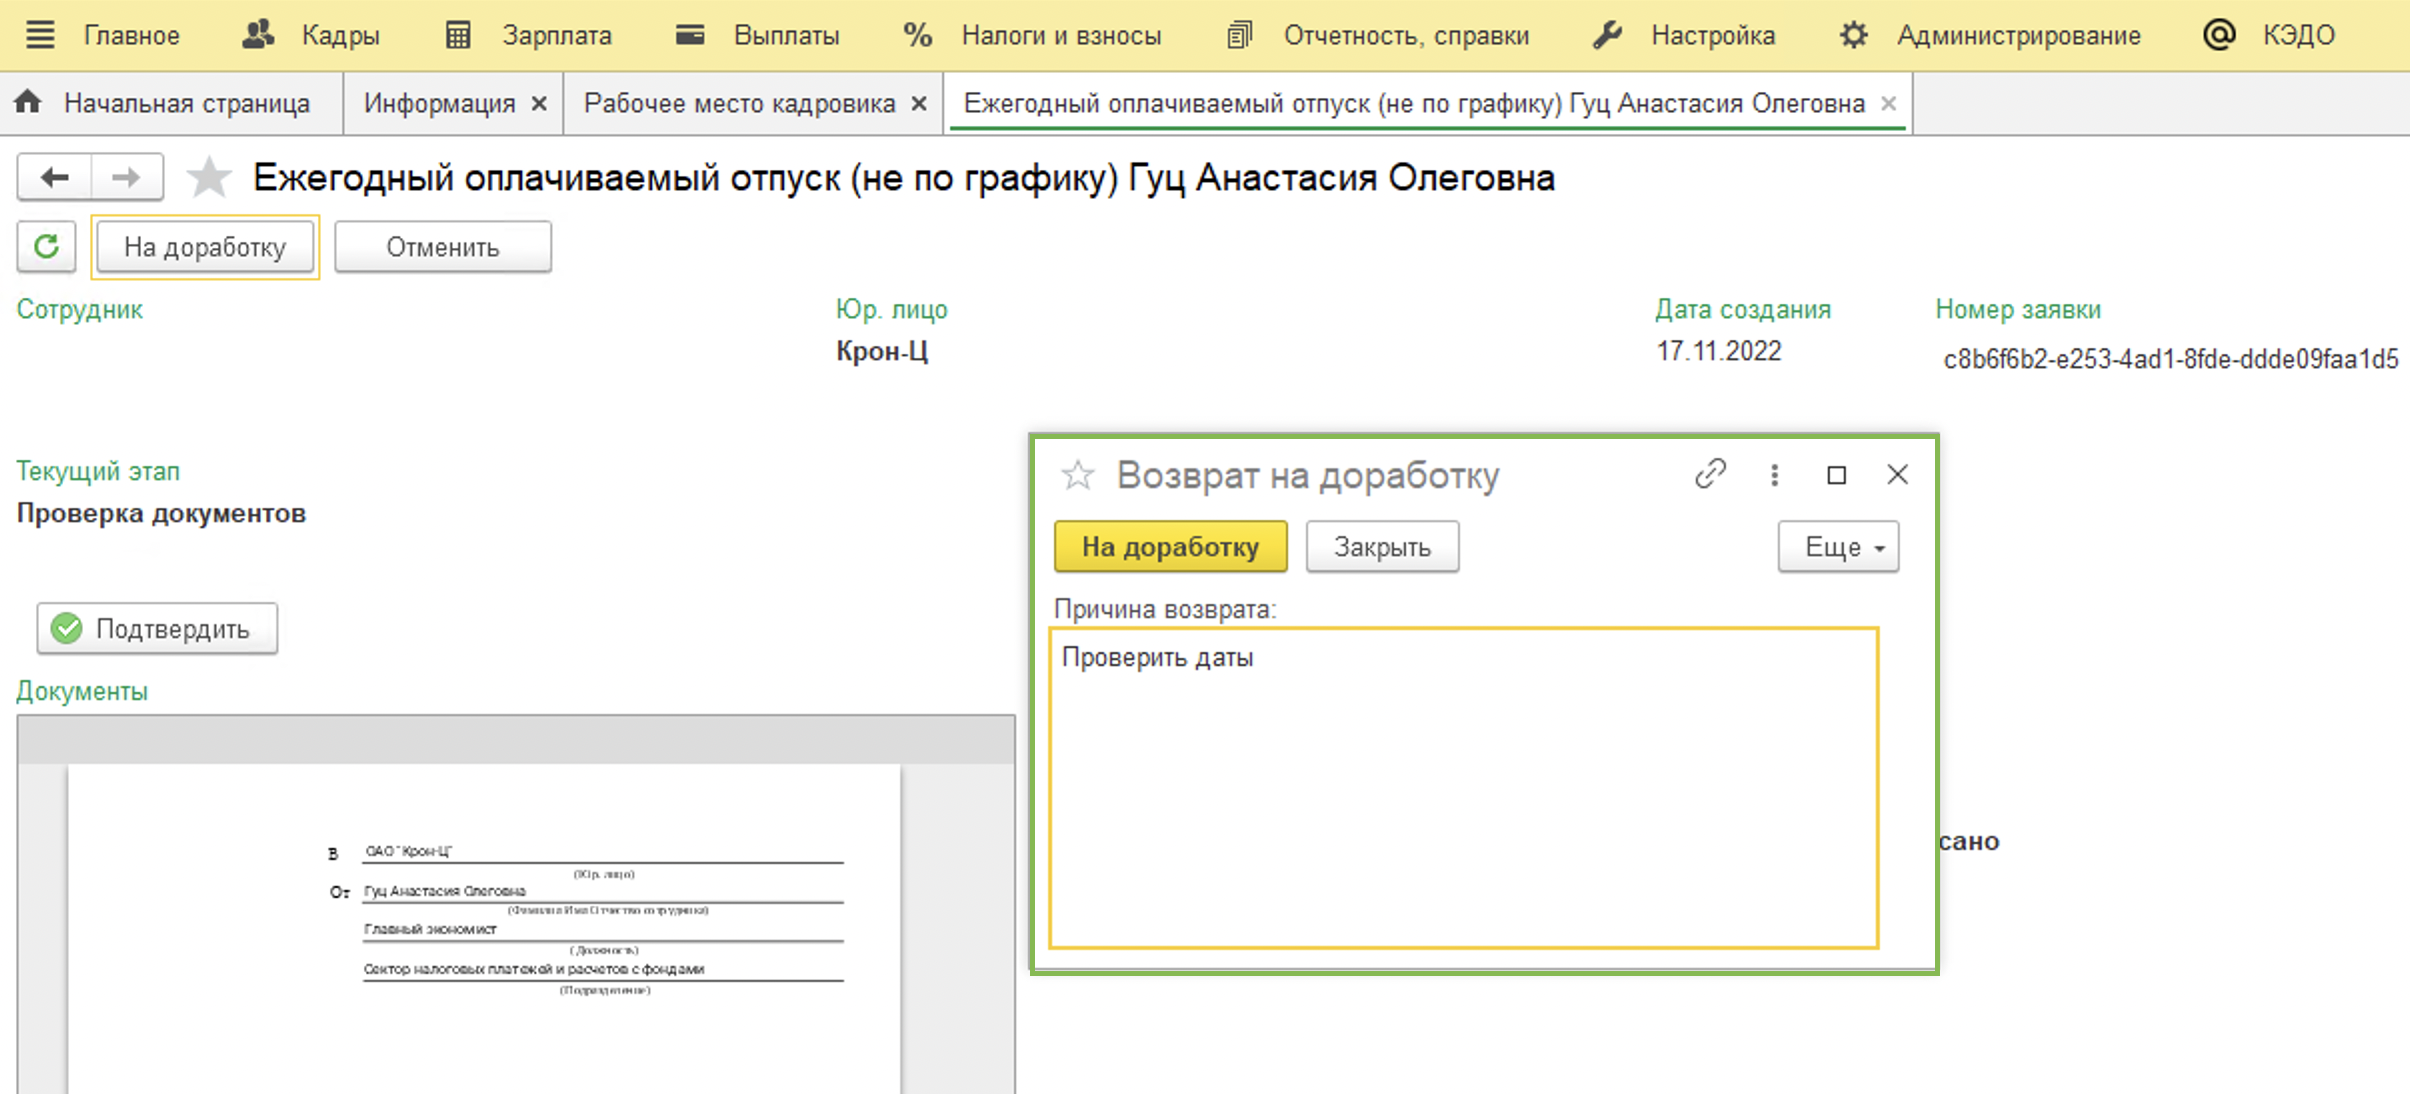 Главное Кадры Зарплата Выплаты % Налоги и взносы Отчетность, справки Настройка Администрирование @ КЭДО
Начальная страница Информация × Рабочее место кадровика × Ежегодный оплачиваемый отпуск (не по графику) Гуц Анастасия Олеговна ×
Ежегодный оплачиваемый отпуск (не по графику) Гуц Анастасия Олеговна
На доработку Отменить
Сотрудник Юр. лицо Дата создания Номер заявки
Крон-Ц 17.11.2022 c8b6f6b2-e253-4ad1-8fde-ddde09faa1d5
Текущий этап
Проверка документов
Подтвердить
Документы
В ОАО "Крон-Ц"
(Юр. лицо)
От Гуц Анастасия Олеговна
(Фамилия Имя Отчество сотрудника)
Главный экономист
(Должность)
Сектор налоговых платежей и расчетов с фондами
(Подразделение)
Возврат на доработку
На доработку Закрыть Еще
Причина возврата:
Проверить даты
сано